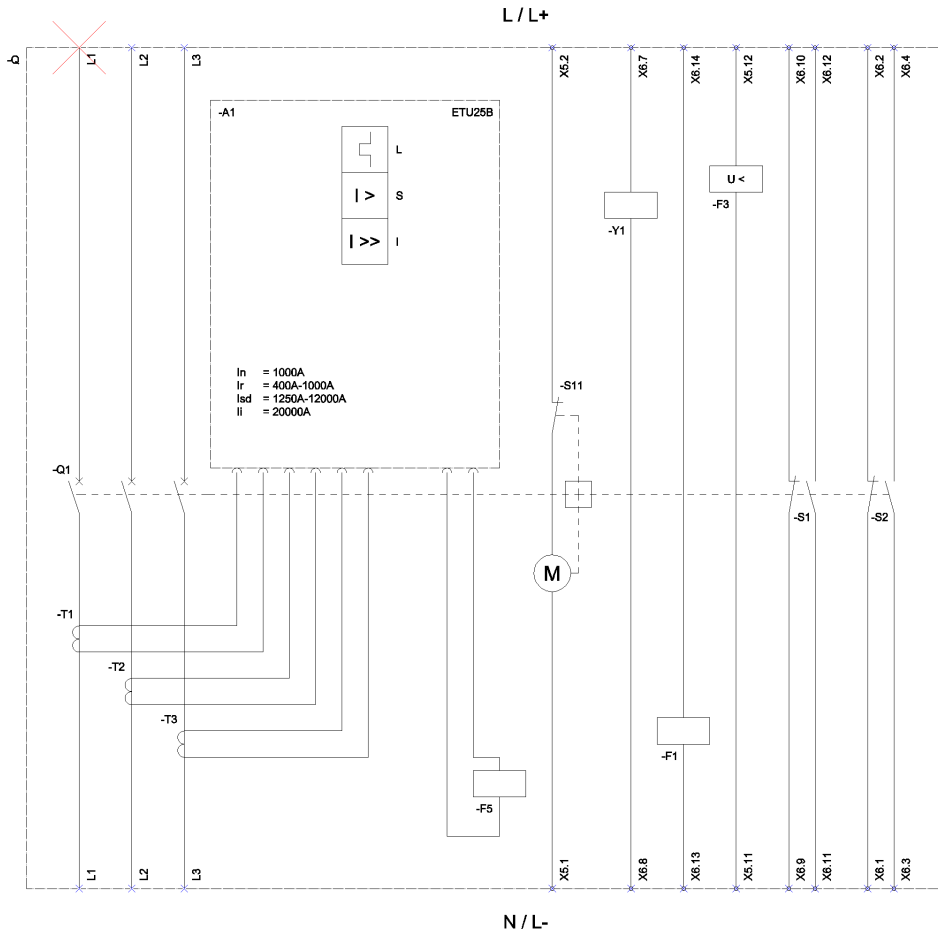 L / L+
-Q
L1
L2
L3
X5.2
X6.7
X6.14
X5.12
X6.10
X6.12
X6.2
X6.4
-A1
ETU25B
L
I >
S
I >>
I
U <
-F3
-Y1
In = 1000A
Ir = 400A-1000A
Isd = 1250A-12000A
Ii = 20000A
-S11
-Q1
-S1
-S2
M
-T1
-T2
-T3
-F1
-F5
L1
L2
L3
X5.1
X6.8
X6.13
X5.11
X6.9
X6.11
X6.1
X6.3
N / L-